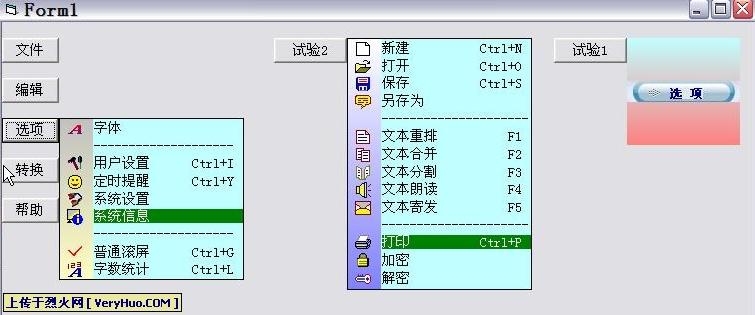 Form1
文件
编辑
选项
转换
帮助
字体
用户设置 Ctrl+I
定时提醒 Ctrl+Y
系统设置
系统信息
普通滚屏 Ctrl+G
字数统计 Ctrl+L
试验2
新建 Ctrl+N
打开 Ctrl+O
保存 Ctrl+S
另存为
文本重排 F1
文本合并 F2
文本分割 F3
文本朗读 F4
文本寄发 F5
打印 Ctrl+P
加密
解密
试验1
选 项
上传于烈火网[VeryHuo.COM]